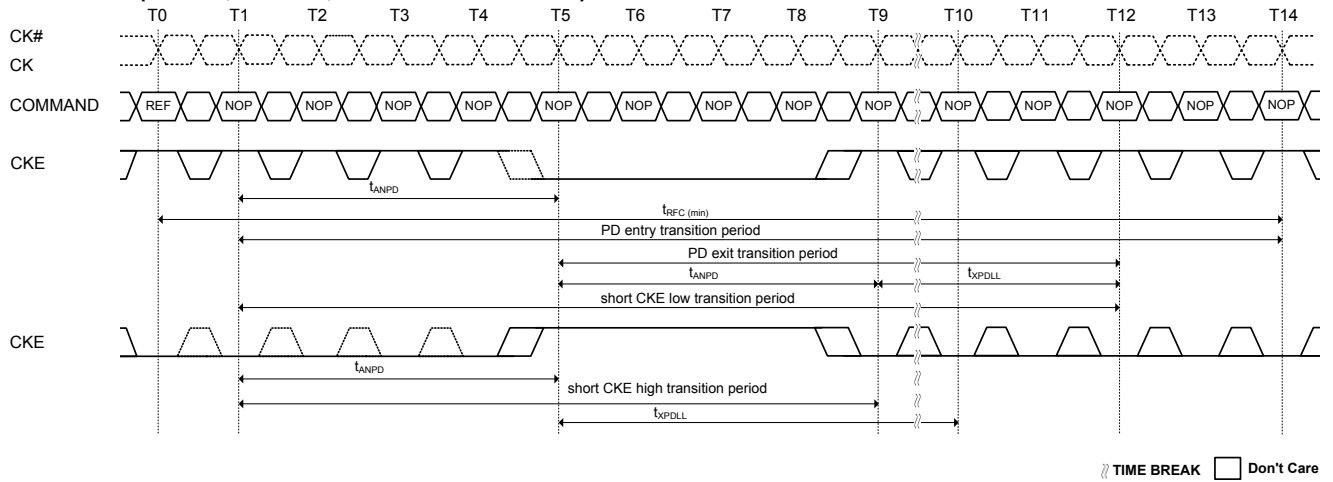 T0 T1 T2 T3 T4 T5 T6 T7 T8 T9 T10 T11 T12 T13 T14
CK#
CK
COMMAND REF NOP NOP NOP NOP NOP NOP NOP NOP NOP NOP NOP NOP NOP NOP
CKE
tANPD
tRFC (min)
PD entry transition period
PD exit transition period
tANPD tXPDLL
short CKE low transition period
CKE
tANPD
short CKE high transition period
tXPDLL
TIME BREAK Don't Care